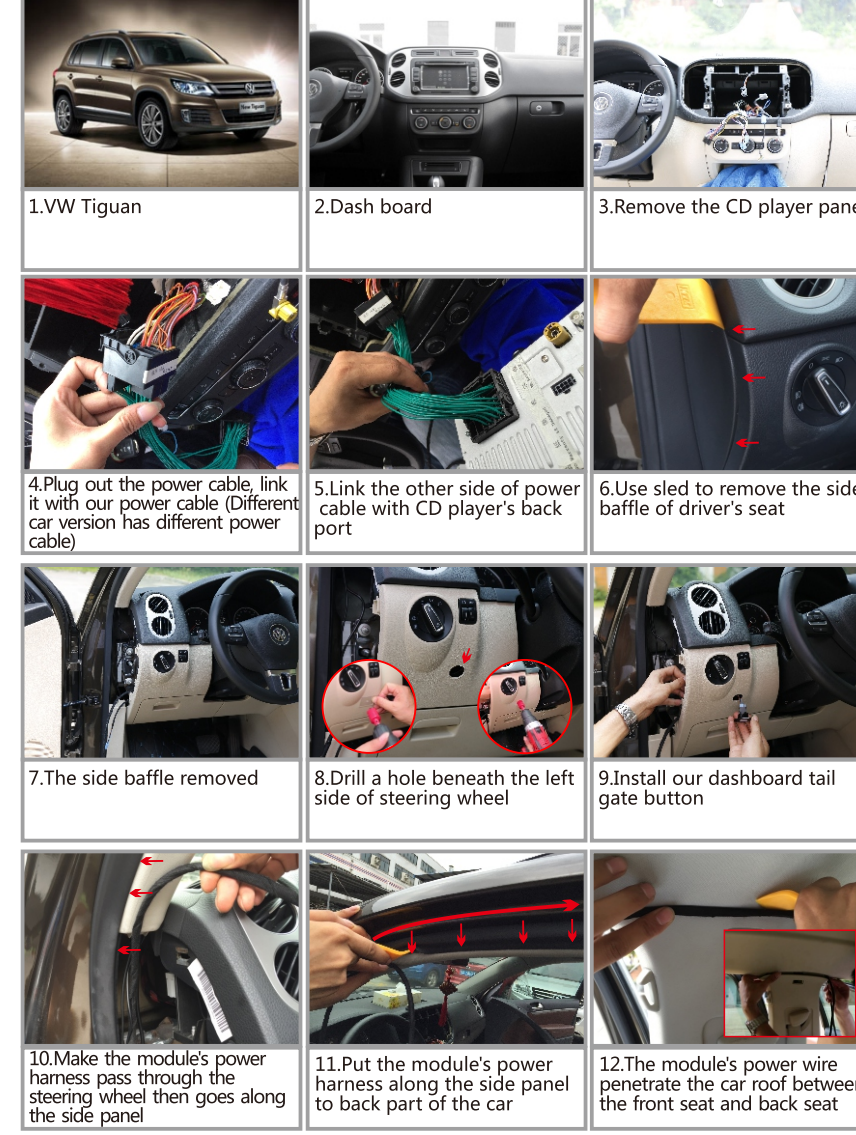 New Tiguan
1.VW Tiguan
2.Dash board
3.Remove the CD player pane
4.Plug out the power cable, link
it with our power cable (Different
car version has different power
cable)
5.Link the other side of power
cable with CD player's back
port
6.Use sled to remove the side
baffle of driver's seat
7.The side baffle removed
8.Drill a hole beneath the left
side of steering wheel
9.Install our dashboard tail
gate button
10.Make the module's power
harness pass through the
steering wheel then goes along
the side panel
11.Put the module's power
harness along the side panel
to back part of the car
12.The module's power wire
penetrate the car roof between
the front seat and back seat